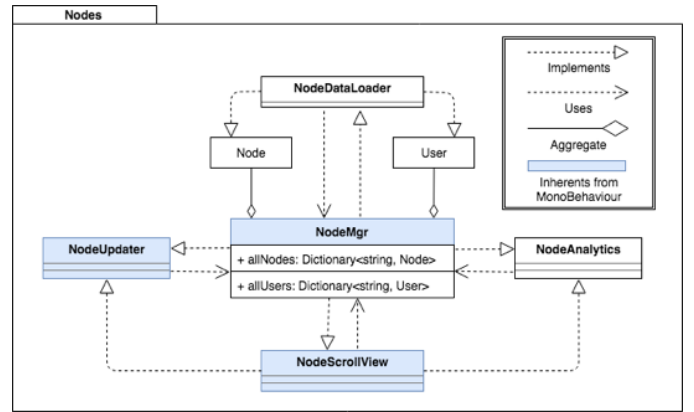 Nodes
Implements
Uses
Aggregate
Inherents from
MonoBehaviour
NodeDataLoader
Node
User
NodeMgr
+ allNodes: Dictionary<string, Node>
+ allUsers: Dictionary<string, User>
NodeUpdater
NodeAnalytics
NodeScrollView